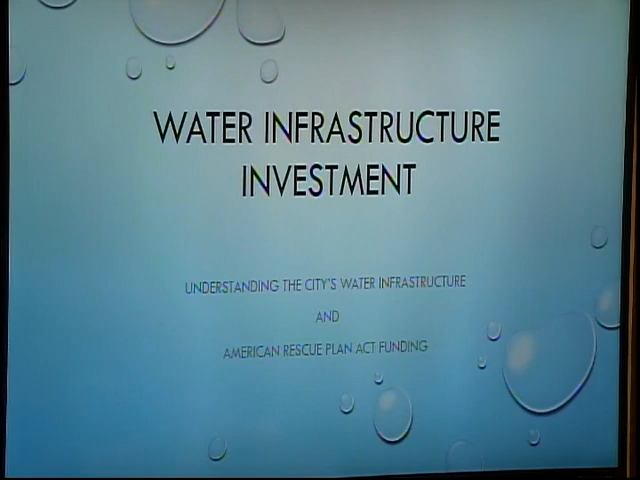 WATER INFRASTRUCTURE
INVESTMENT
UNDERSTANDING THE CITY'S WATER INFRASTRUCTURE
AND
AMERICAN RESCUE PLAN ACT FUNDING